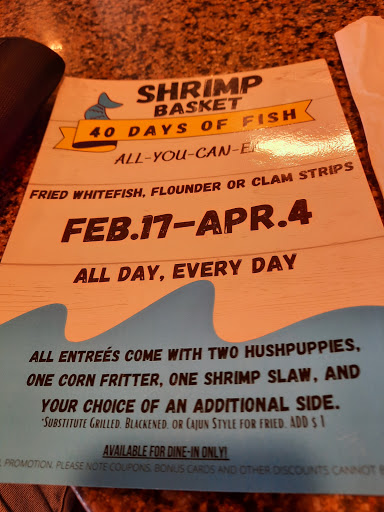 SHRIMP
BASKET
40 DAYS OF FISH
ALL-YOU-CAN-E
FRIED WHITEFISH, FLOUNDER OR CLAM STRIPS
FEB.17-APR.4
ALL DAY, EVERY DAY
ALL ENTREÉS COME WITH TWO HUSHPUPPIES,
ONE CORN FRITTER, ONE SHRIMP SLAW, AND
YOUR CHOICE OF AN ADDITIONAL SIDE.
*SUBSTITUTE GRILLED, BLACKENED, OR CAJUN STYLE FOR FRIED. ADD $1
AVAILABLE FOR DINE-IN ONLY!
PROMOTION. PLEASE NOTE COUPONS, BONUS CARDS AND OTHER DISCOUNTS CANNOT